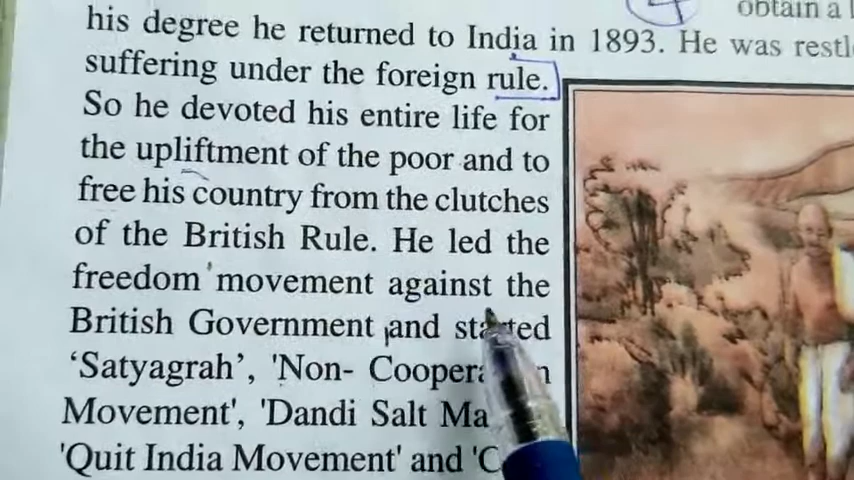 his degree he returned to India in 1893. He was
obtain a
suffering under the foreign rule.
So he devoted his entire life for
the upliftment of the poor and to
free his country from the clutches
of the British Rule. He led the
freedom movement against the
British Government and started
‘Satyagrah’, 'Non-
Movement', 'Dandi Salt
'Quit India Movement' and